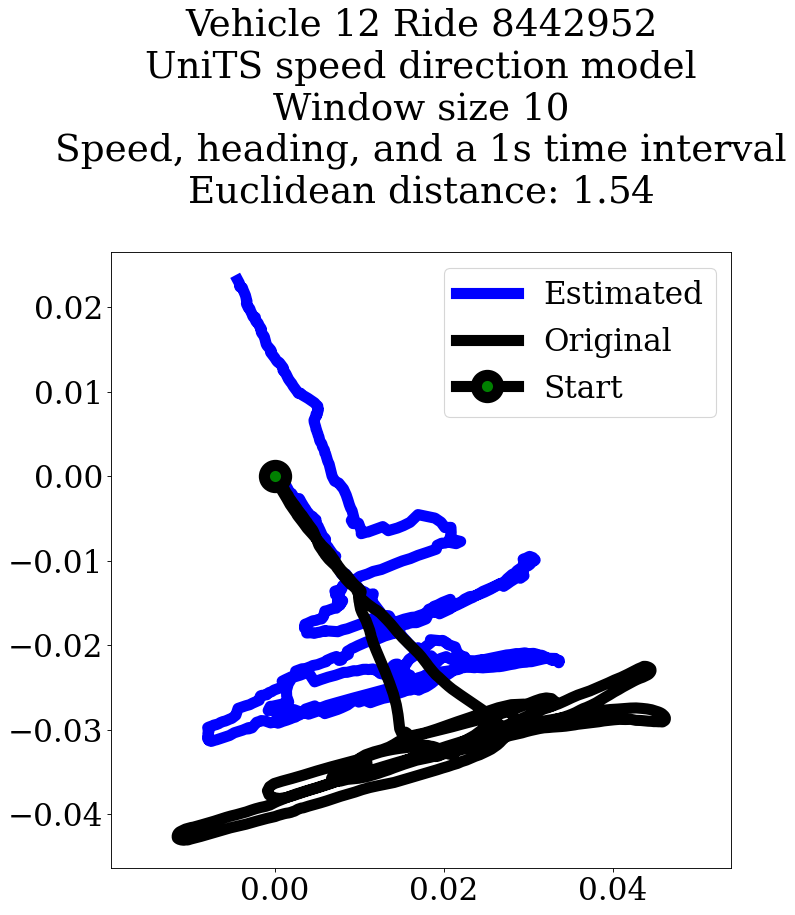 Vehicle 12 Ride 8442952
UniTS speed direction model
Window size 10
Speed, heading, and a 1s time interval
Euclidean distance: 1.54
Estimated
Original
Start
0.02
0.01
0.00
−0.01
−0.02
−0.03
−0.04
0.00 0.02 0.04